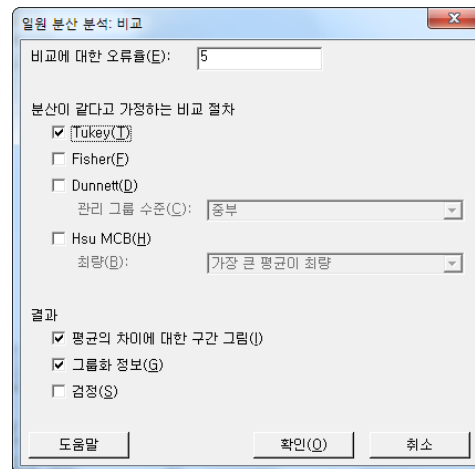 일원 분산 분석: 비교
비교에 대한 오류율(E): 5
분산이 같다고 가정하는 비교 절차
Tukey(T)
Fisher(F)
Dunnett(D)
관리 그룹 수준(C): 중부
Hsu MCB(H)
최량(B): 가장 큰 평균이 최량
결과
평균의 차이에 대한 구간 그림(I)
그룹화 정보(G)
검정(S)
도움말 확인(O) 취소